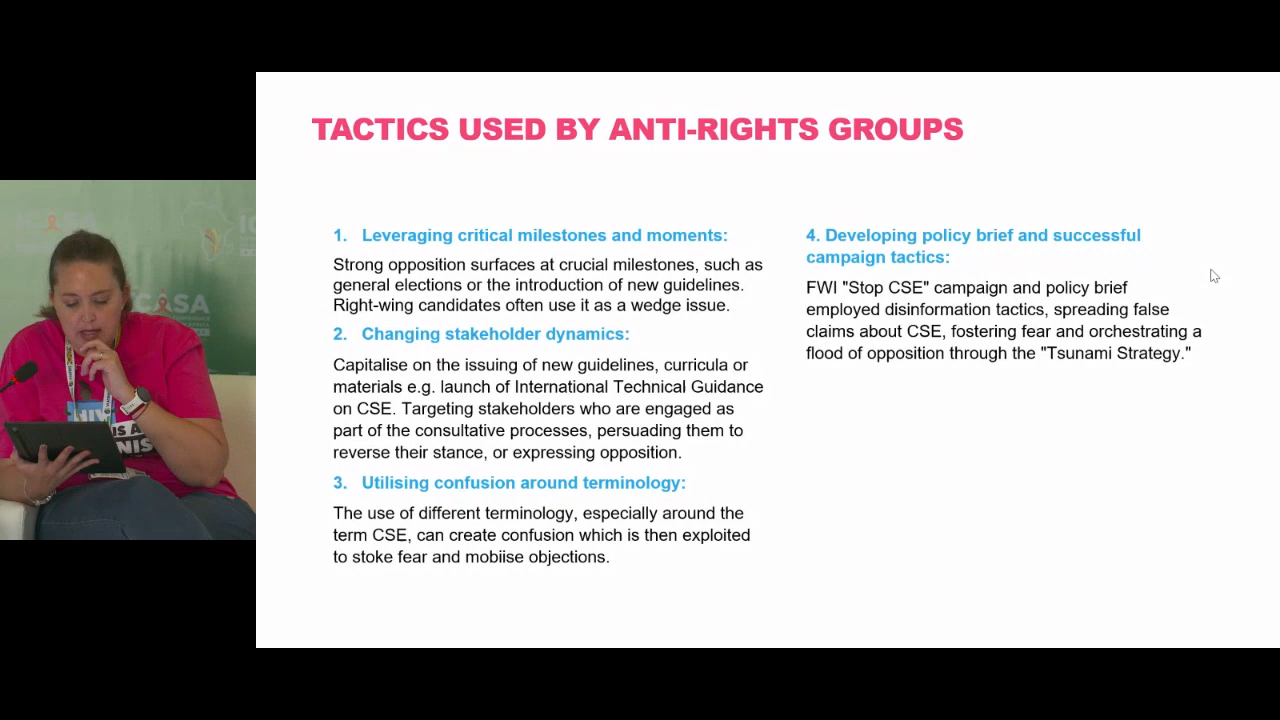 TACTICS USED BY ANTI-RIGHTS GROUPS
1. Leveraging critical milestones and moments:
Strong opposition surfaces at crucial milestones, such as
general elections or the introduction of new guidelines.
Right-wing candidates often use it as a wedge issue.
2. Changing stakeholder dynamics:
Capitalise on the issuing of new guidelines, curricula or
materials e.g. launch of International Technical Guidance
on CSE. Targeting stakeholders who are engaged as
part of the consultative processes, persuading them to
reverse their stance, or expressing opposition.
3. Utilising confusion around terminology:
The use of different terminology, especially around the
term CSE, can create confusion which is then exploited
to stoke fear and mobiise objections.
4. Developing policy brief and successful
campaign tactics:
FWI "Stop CSE" campaign and policy brief
employed disinformation tactics, spreading false
claims about CSE, fostering fear and orchestrating a
flood of opposition through the "Tsunami Strategy."
ICASA
HIV
IS A